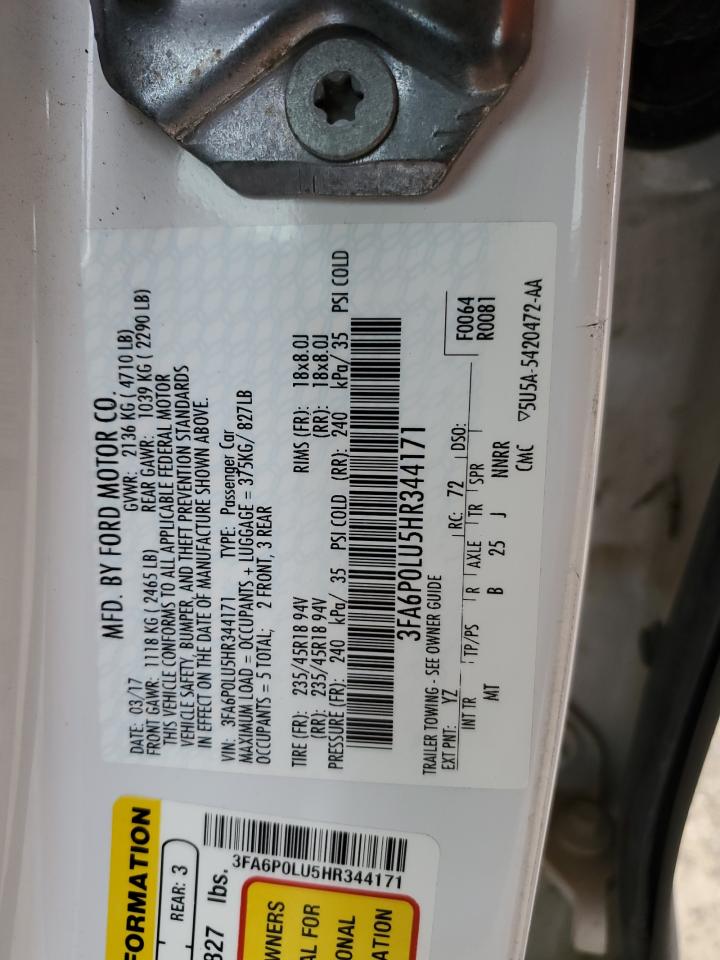 MFD. BY FORD MOTOR CO.
DATE: 03/17 GVWR: 2136 KG ( 4710 LB)
FRONT GAWR: 1118 KG ( 2465 LB) REAR GAWR: 1039 KG ( 2290 LB)
THIS VEHICLE CONFORMS TO ALL APPLICABLE FEDERAL MOTOR
VEHICLE SAFETY, BUMPER, AND THEFT PREVENTION STANDARDS
IN EFFECT ON THE DATE OF MANUFACTURE SHOWN ABOVE.
VIN: 3FA6P0LU5HR344171 TYPE: Passenger Car
MAXIMUM LOAD = OCCUPANTS + LUGGAGE = 375KG/ 827LB
OCCUPANTS = 5 TOTAL; 2 FRONT, 3 REAR
TIRE (FR): 235/45R18 94V RIMS (FR): 18x8.0J
(RR): 235/45R18 94V (RR): 18x8.0J
PRESSURE (FR): 240 kPa/ 35 PSI COLD (RR): 240 kPa/ 35 PSI COLD
3FA6P0LU5HR344171
TRAILER TOWING - SEE OWNER GUIDE F0064
EXT PNT: YZ RC: 72 DSO: R0081
INT TR TP/PS R AXLE TR SPR
MT B 25 J NNRR
CMC ▽5U5A-5420472-AA
FORMATION
REAR: 3
827 lbs.
3FA6P0LU5HR344171
WNERS
AL FOR
ONAL
ATION